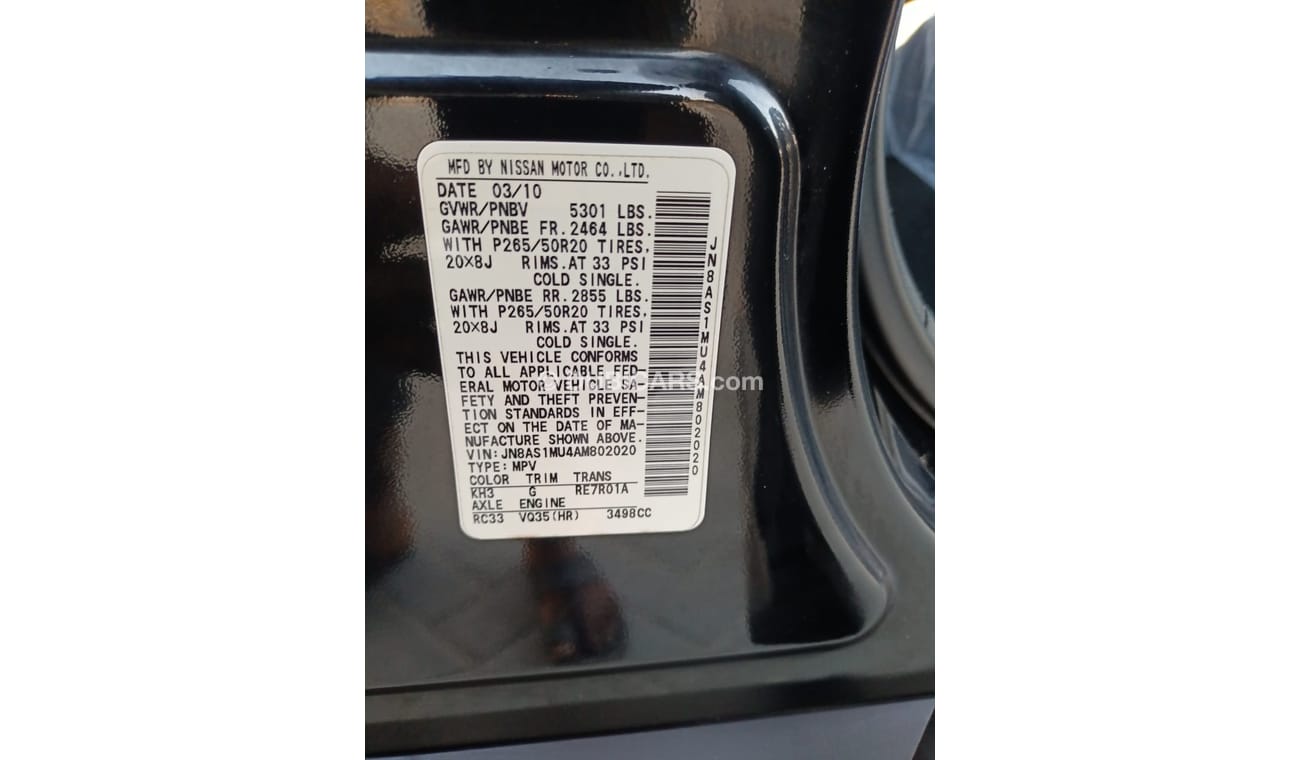 MFD BY NISSAN MOTOR CO.,LTD.
DATE 03/10
GVWR/PNBV 5301 LBS.
GAWR/PNBE FR.2464 LBS.
WITH P265/50R20 TIRES,
20×8J RIMS.AT 33 PSI
COLD SINGLE.
GAWR/PNBE RR.2855 LBS.
WITH P265/50R20 TIRES,
20×8J RIMS.AT 33 PSI
COLD SINGLE.
THIS VEHICLE CONFORMS
TO ALL APPLICABLE FED-
ERAL MOTOR VEHICLE SA-
FETY AND THEFT PREVEN-
TION STANDARDS IN EFF-
ECT ON THE DATE OF MA-
NUFACTURE SHOWN ABOVE.
VIN:JN8AS1MU4AM802020
TYPE:MPV
COLOR TRIM TRANS
KH3 G RE7R01A
AXLE ENGINE
RC33 VQ35(HR) 3498CC
JN8AS1MU4AM802020